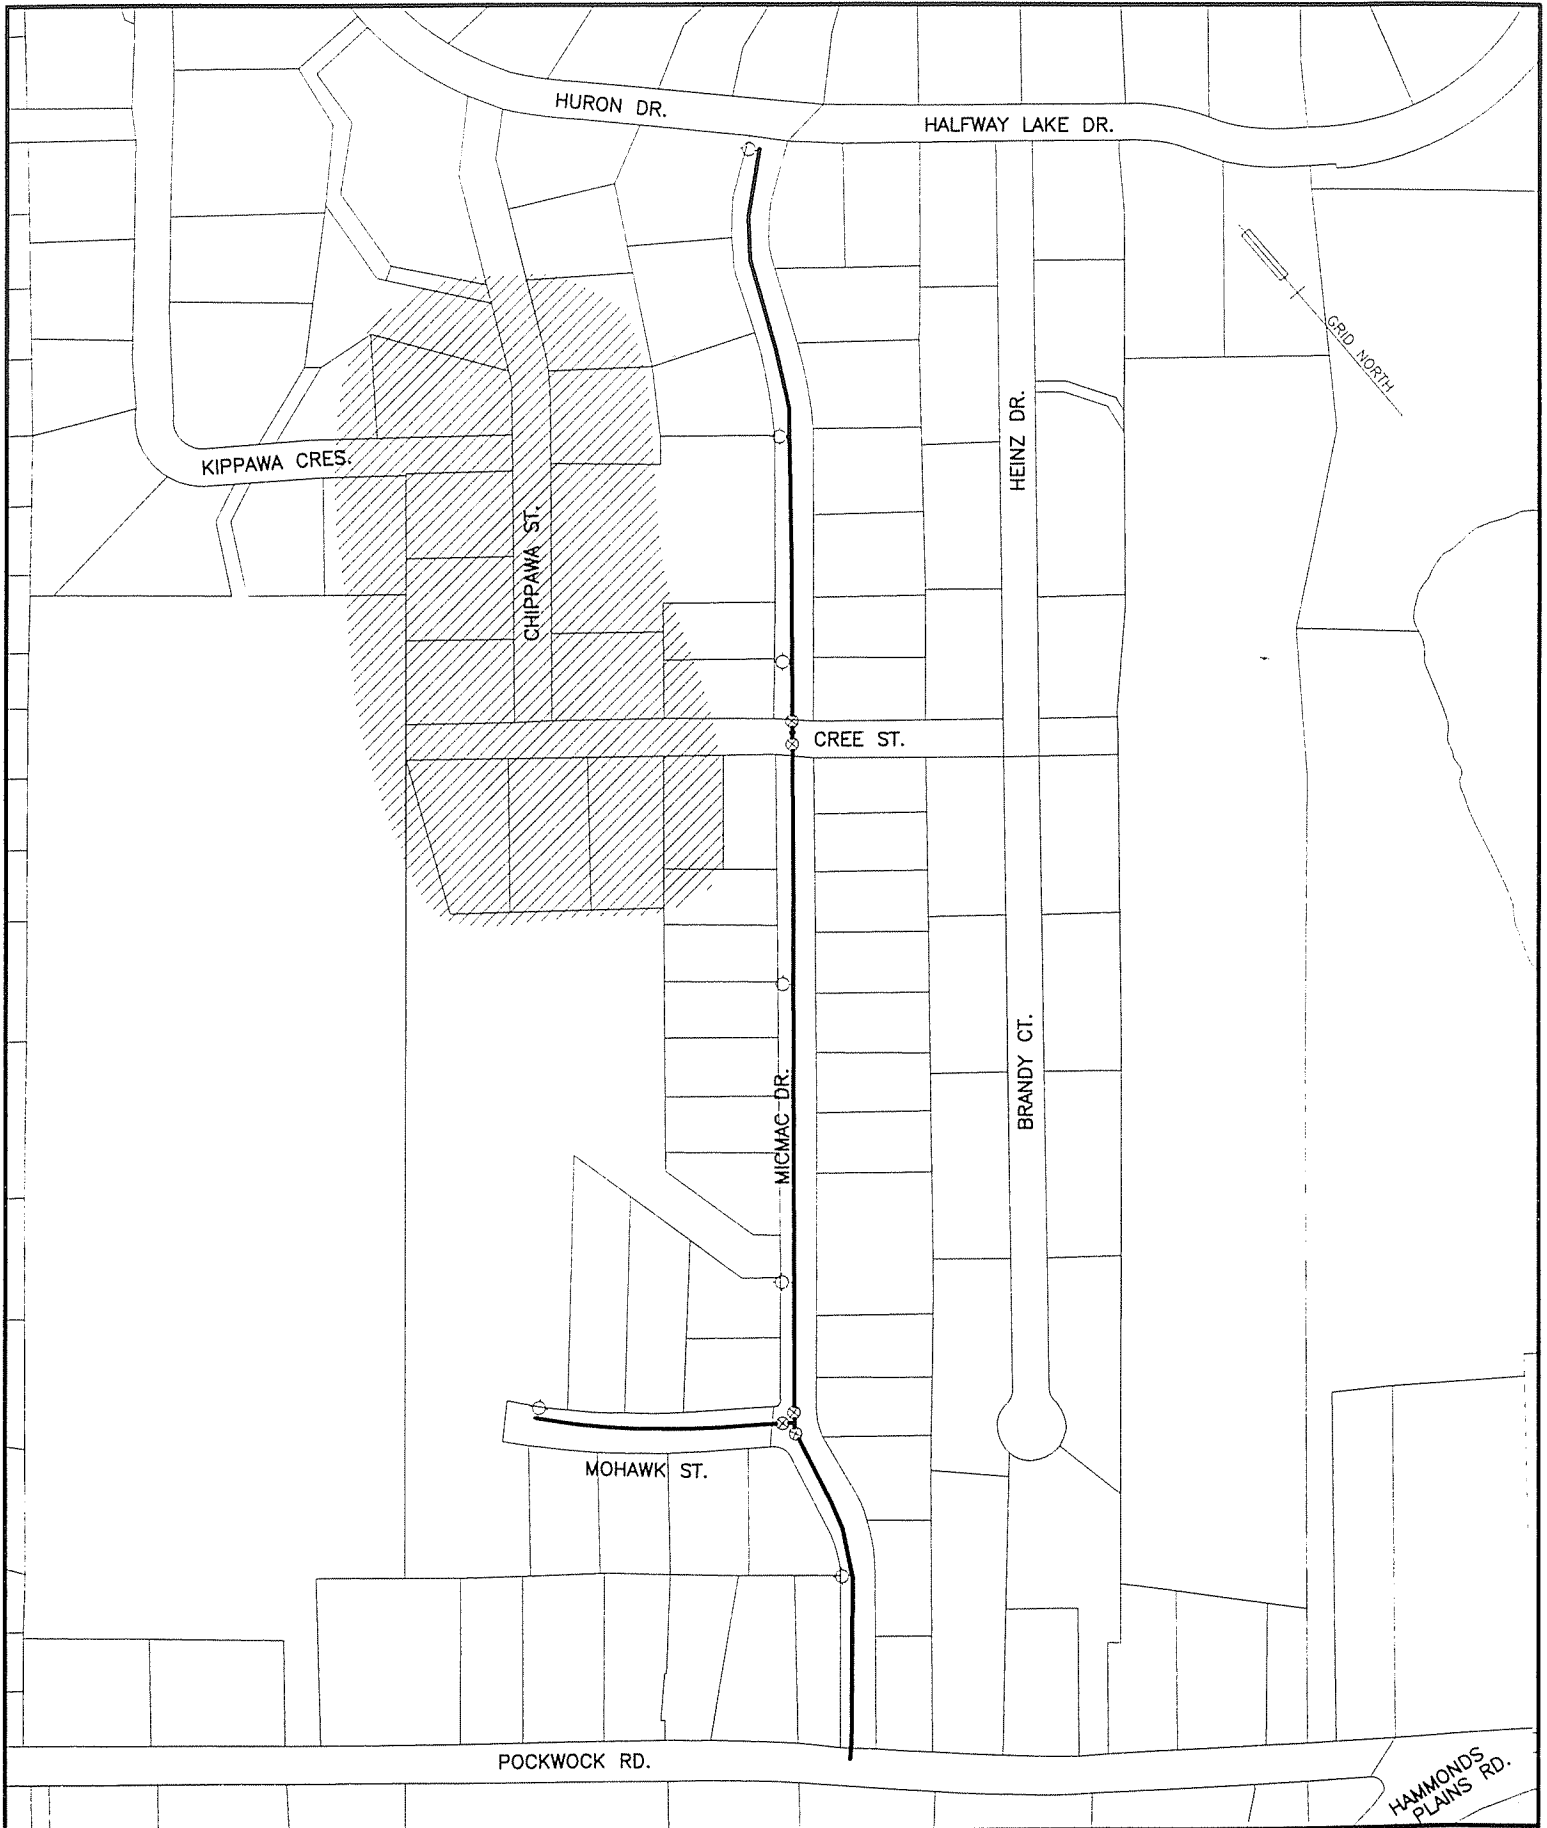 HURON DR.
HALFWAY LAKE DR.
GRID NORTH
HEINZ DR.
KIPPAWA CRES.
CHIPPAWA ST.
CREE ST.
BRANDY CT.
MICMAC DR.
MOHAWK ST.
POCKWOCK RD.
HAMMONDS
PLAINS RD.